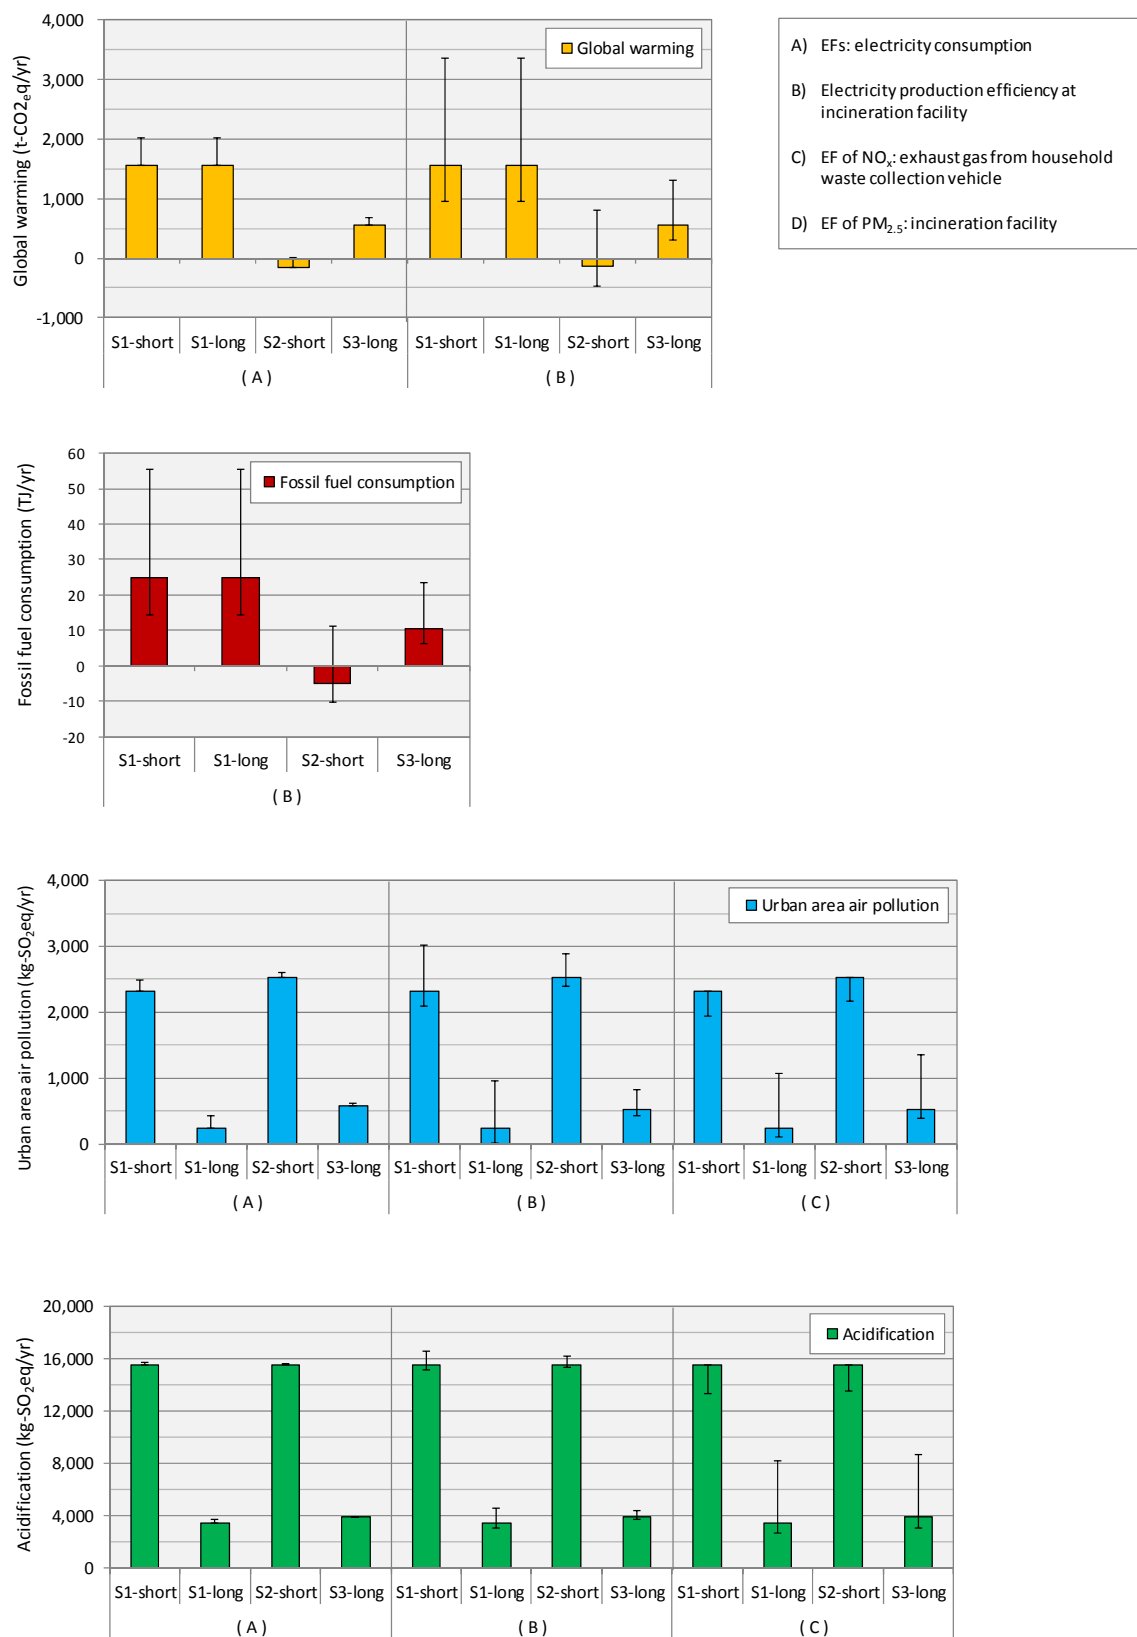 4,000
3,000
2,000
1,000
0
-1,000
Global warming (t-CO2ₑq/yr)
Global warming
S1-short S1-long S2-short S3-long S1-short S1-long S2-short S3-long
( A ) ( B )
A) EFs: electricity consumption
B) Electricity production efficiency at
incineration facility
C) EF of NOₓ: exhaust gas from household
waste collection vehicle
D) EF of PM₂.₅: incineration facility
60
50
40
30
20
10
0
-10
-20
Fossil fuel consumption (TJ/yr)
Fossil fuel consumption
S1-short S1-long S2-short S3-long
( B )
4,000
3,000
2,000
1,000
0
Urban area air pollution (kg-SO₂eq/yr)
Urban area air pollution
S1-short S1-long S2-short S3-long S1-short S1-long S2-short S3-long S1-short S1-long S2-short S3-long
( A ) ( B ) ( C )
20,000
16,000
12,000
8,000
4,000
0
Acidification (kg-SO₂eq/yr)
Acidification
S1-short S1-long S2-short S3-long S1-short S1-long S2-short S3-long S1-short S1-long S2-short S3-long
( A ) ( B ) ( C )